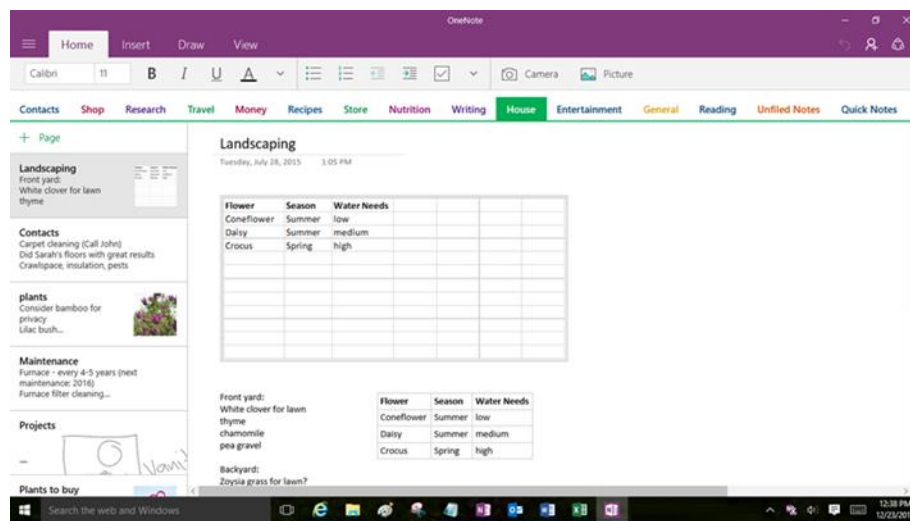 OneNote
Home Insert Draw View
Calibri 11 B I U A Camera Picture
Contacts Shop Research Travel Money Recipes Store Nutrition Writing House Entertainment General Reading Unfiled Notes Quick Notes
+ Page
Landscaping
Front yard:
White clover for lawn
thyme
Contacts
Carpet cleaning (Call John)
Did Sarah's floors with great results
Crawlspace, insulation, pests
plants
Consider bamboo for
privacy
Lilac bush...
Maintenance
Furnace - every 4-5 years (next
maintenance: 2016)
Furnace filter cleaning...
Projects
Plants to buy
Landscaping
Tuesday, July 28, 2015 1:05 PM
Flower Season Water Needs
Coneflower Summer low
Daisy Summer medium
Crocus Spring high
Front yard:
White clover for lawn
thyme
chamomile
pea gravel
Backyard:
Zoysia grass for lawn?
Flower Season Water Needs
Coneflower Summer low
Daisy Summer medium
Crocus Spring high
Search the web and Windows
12:38 PM